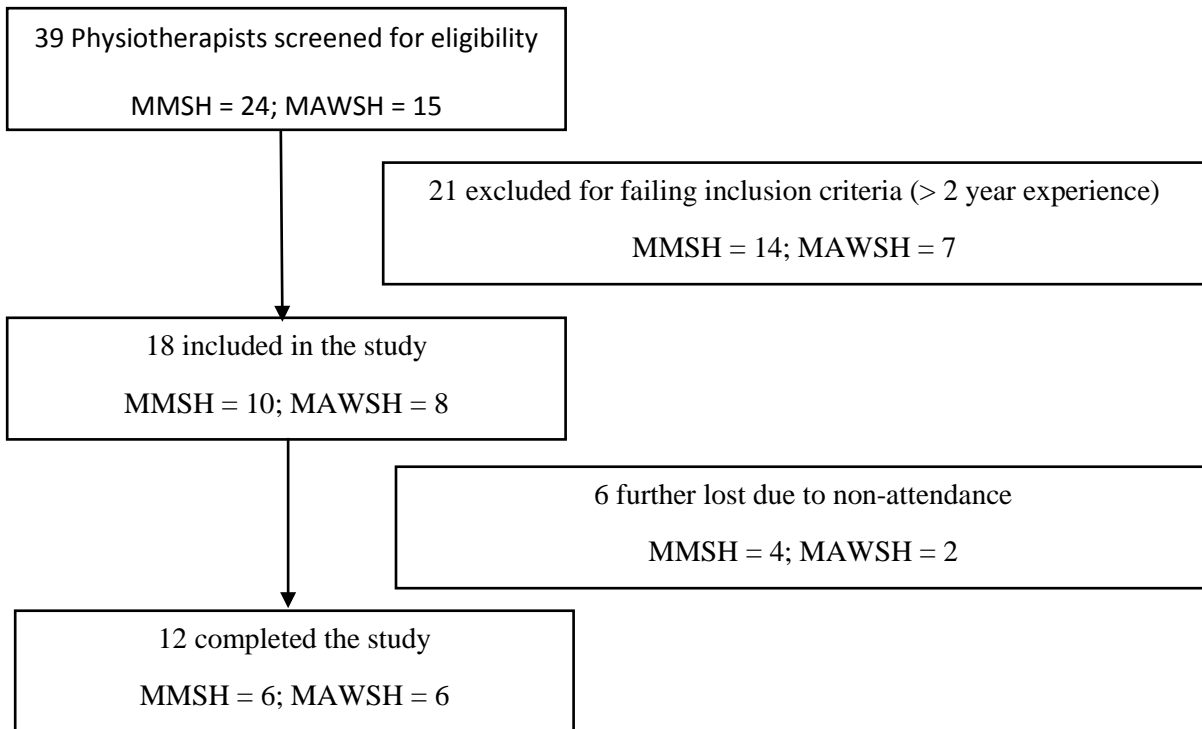 39 Physiotherapists screened for eligibility
MMSH = 24; MAWSH = 15
21 excluded for failing inclusion criteria (> 2 year experience)
MMSH = 14; MAWSH = 7
18 included in the study
MMSH = 10; MAWSH = 8
6 further lost due to non-attendance
MMSH = 4; MAWSH = 2
12 completed the study
MMSH = 6; MAWSH = 6